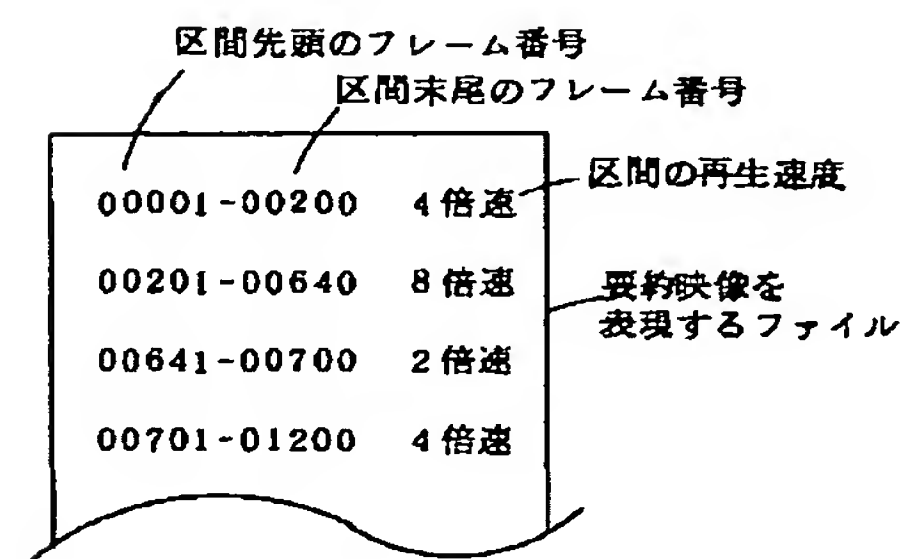 区間先頭のフレーム番号
区間末尾のフレーム番号
区間の再生速度
00001-00200 4倍速
00201-00640 8倍速
要約映像を
表現するファイル
00641-00700 2倍速
00701-01200 4倍速